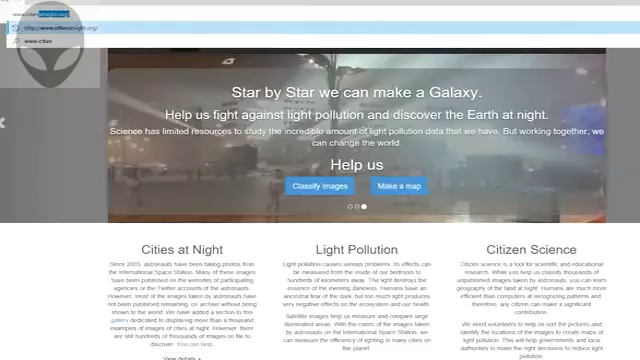 www.citiesatnight.org/
http://www.citiesatnight.org/
www.cities
Star by Star we can make a Galaxy.
Help us fight against light pollution and discover the Earth at night.
Science has limited resources to study the incredible amount of light pollution data that we have. But working together, we
can change the world
Help us
Classify images
Make a map
Cities at Night
Since 2003, astronauts have been taking photos from
the International Space Station. Many of these images
have been published on the websites of participating
agencies or the Twitter accounts of the astronauts.
However, most of the images taken by astronauts have
not been published remaining, on archive without being
shown to the world. We have added a section to this
gallery dedicated to displaying more than a thousand
examples of images of cities at night. However, there
are still hundreds of thousands of images on file to
discover. You can help.
View details »
Light Pollution
Light pollution causes serious problems. Its effects can
be measured from the inside of our bedroom to
hundreds of kilometers away. The light destroys the
essence of the evening darkness. Humans have an
ancestral fear of the dark, but too much light produces
very negative effects on the ecosystem and our health.
Satellite images help us measure and compare large
illuminated areas. With the colors of the images taken
by astronauts on the International Space Station, we
can measure the efficiency of lighting in many cities on
the planet.
Citizen Science
Citizen science is a tool for scientific and educational
research. While you help us classify thousands of
unpublished images taken by astronauts, you can learn
geography of the land at night. Humans are much more
efficient than computers at recognizing patterns and,
therefore, any citizen can make a significant
contribution.
We need volunteers to help us sort the pictures and
identify the locations of the images to create maps of
light pollution. This will help governments and local
authorities to make the right decisions to reduce light
pollution.